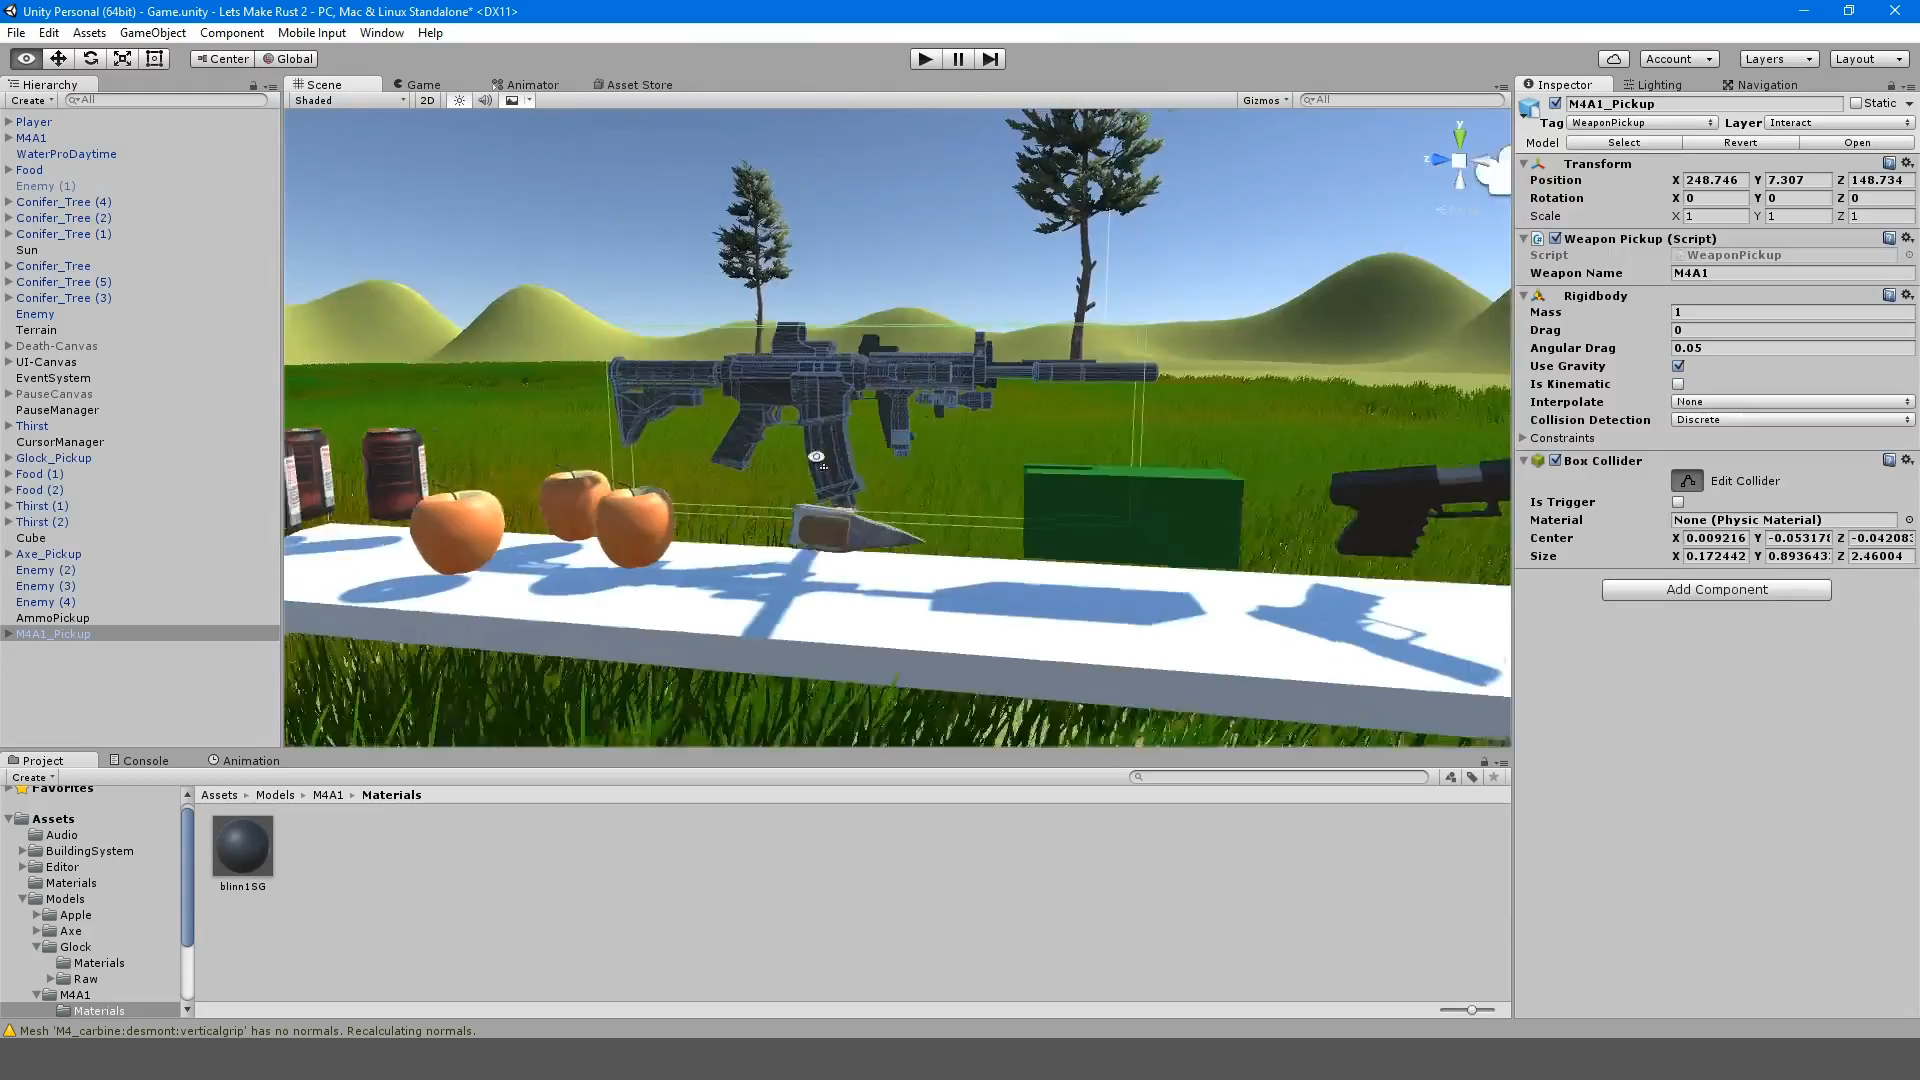 Unity Personal (64bit) - Game.unity - Lets Make Rust 2 - PC, Mac & Linux Standalone* <DX11>
File Edit Assets GameObject Component Mobile Input Window Help
Center Global Account Layers Layout
Hierarchy
Create All
Player
M4A1
WaterProDaytime
Food
Enemy (1)
Conifer_Tree (4)
Conifer_Tree (2)
Conifer_Tree (1)
Sun
Conifer_Tree
Conifer_Tree (5)
Conifer_Tree (3)
Enemy
Terrain
Death-Canvas
UI-Canvas
EventSystem
PauseCanvas
PauseManager
Thirst
CursorManager
Glock_Pickup
Food (1)
Food (2)
Thirst (1)
Thirst (2)
Cube
Axe_Pickup
Enemy (2)
Enemy (3)
Enemy (4)
AmmoPickup
M4A1_Pickup
Scene Game Animator Asset Store
Shaded 2D Gizmos All
y
z
Inspector Lighting Navigation
M4A1_Pickup Static
Tag WeaponPickup Layer Interact
Model Select Revert Open
Transform
Position X 248.746 Y 7.307 Z 148.734
Rotation X 0 Y 0 Z 0
Scale X 1 Y 1 Z 1
Weapon Pickup (Script)
Script WeaponPickup
Weapon Name M4A1
Rigidbody
Mass 1
Drag 0
Angular Drag 0.05
Use Gravity
Is Kinematic
Interpolate None
Collision Detection Discrete
Constraints
Box Collider
Edit Collider
Is Trigger
Material None (Physic Material)
Center X 0.009216 Y Z
Size X 0.172442 Y Z 2.46004
Add Component
Project Console Animation
Create
Favorites
Assets
Audio
BuildingSystem
Editor
Materials
Models
Apple
Axe
Glock
Materials
Raw
M4A1
Materials
Assets Models M4A1 Materials
blinn1SG
Mesh 'M4_carbine:desmont:verticalgrip' has no normals. Recalculating normals.